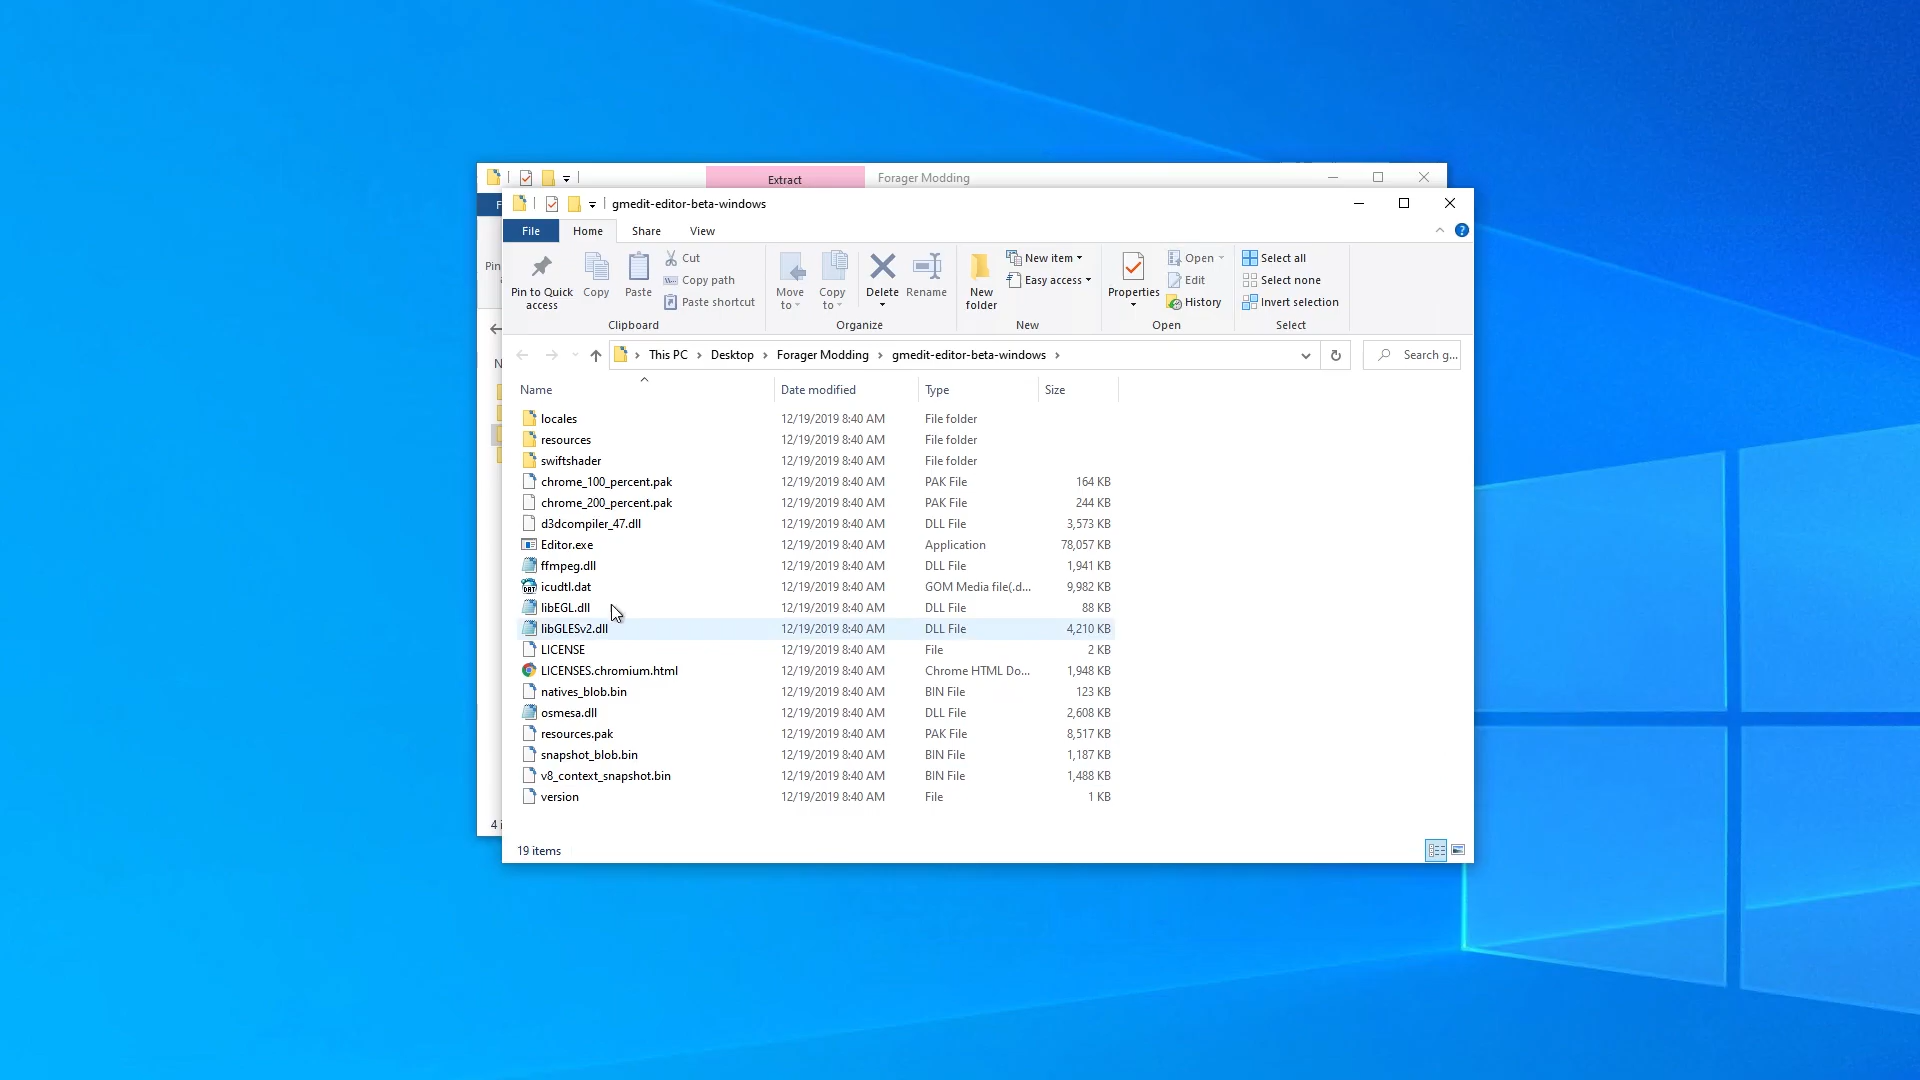 Extract
Forager Modding
gmedit-editor-beta-windows
File
Home
Share
View
Pin to Quick access
Copy
Paste
Cut
Copy path
Paste shortcut
Clipboard
Move to
Copy to
Delete
Rename
Organize
New folder
New item
Easy access
New
Properties
Open
Edit
History
Open
Select all
Select none
Invert selection
Select
Pin
This PC > Desktop > Forager Modding > gmedit-editor-beta-windows >
Search g...
Name Date modified Type Size
locales 12/19/2019 8:40 AM File folder
resources 12/19/2019 8:40 AM File folder
swiftshader 12/19/2019 8:40 AM File folder
chrome_100_percent.pak 12/19/2019 8:40 AM PAK File 164 KB
chrome_200_percent.pak 12/19/2019 8:40 AM PAK File 244 KB
d3dcompiler_47.dll 12/19/2019 8:40 AM DLL File 3,573 KB
Editor.exe 12/19/2019 8:40 AM Application 78,057 KB
ffmpeg.dll 12/19/2019 8:40 AM DLL File 1,941 KB
icudtl.dat 12/19/2019 8:40 AM GOM Media file(.d... 9,982 KB
libEGL.dll 12/19/2019 8:40 AM DLL File 88 KB
libGLESv2.dll 12/19/2019 8:40 AM DLL File 4,210 KB
LICENSE 12/19/2019 8:40 AM File 2 KB
LICENSES.chromium.html 12/19/2019 8:40 AM Chrome HTML Do... 1,948 KB
natives_blob.bin 12/19/2019 8:40 AM BIN File 123 KB
osmesa.dll 12/19/2019 8:40 AM DLL File 2,608 KB
resources.pak 12/19/2019 8:40 AM PAK File 8,517 KB
snapshot_blob.bin 12/19/2019 8:40 AM BIN File 1,187 KB
v8_context_snapshot.bin 12/19/2019 8:40 AM BIN File 1,488 KB
version 12/19/2019 8:40 AM File 1 KB
19 items